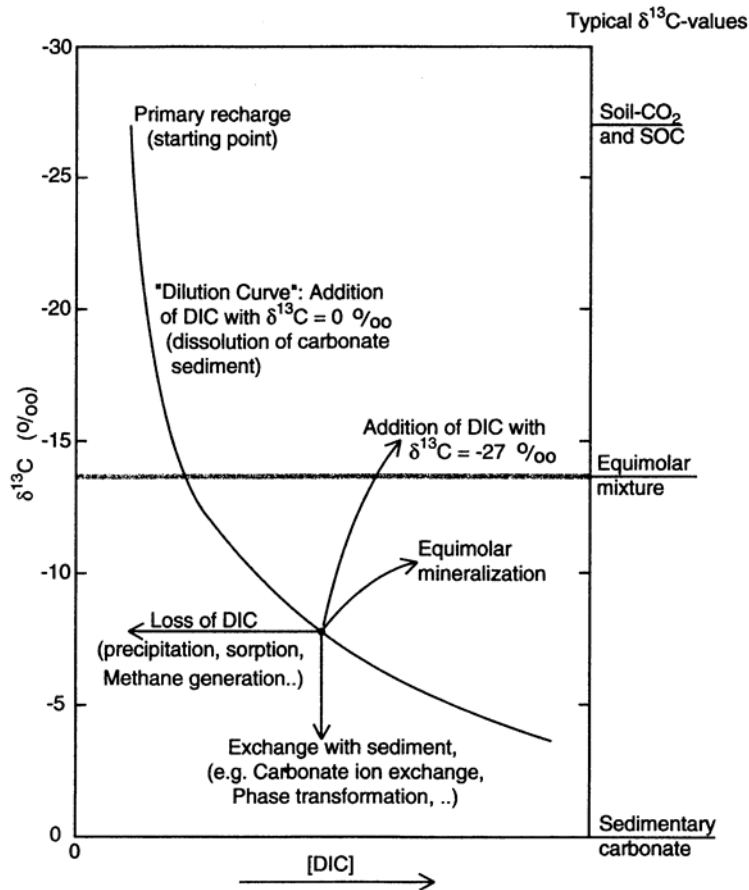 Typical δ¹³C-values
-30
Primary recharge
(starting point)
Soil-CO₂
and SOC
-25
"Dilution Curve": Addition
of DIC with δ¹³C = 0 º/oo
(dissolution of carbonate
sediment)
-20
Addition of DIC with
δ¹³C = -27 º/oo
-15
Equimolar
mixture
δ¹³C (º/oo)
Equimolar
mineralization
-10
Loss of DIC
(precipitation, sorption,
Methane generation..)
-5
Exchange with sediment,
(e.g. Carbonate ion exchange,
Phase transformation, ..)
Sedimentary
carbonate
0
0
[DIC]